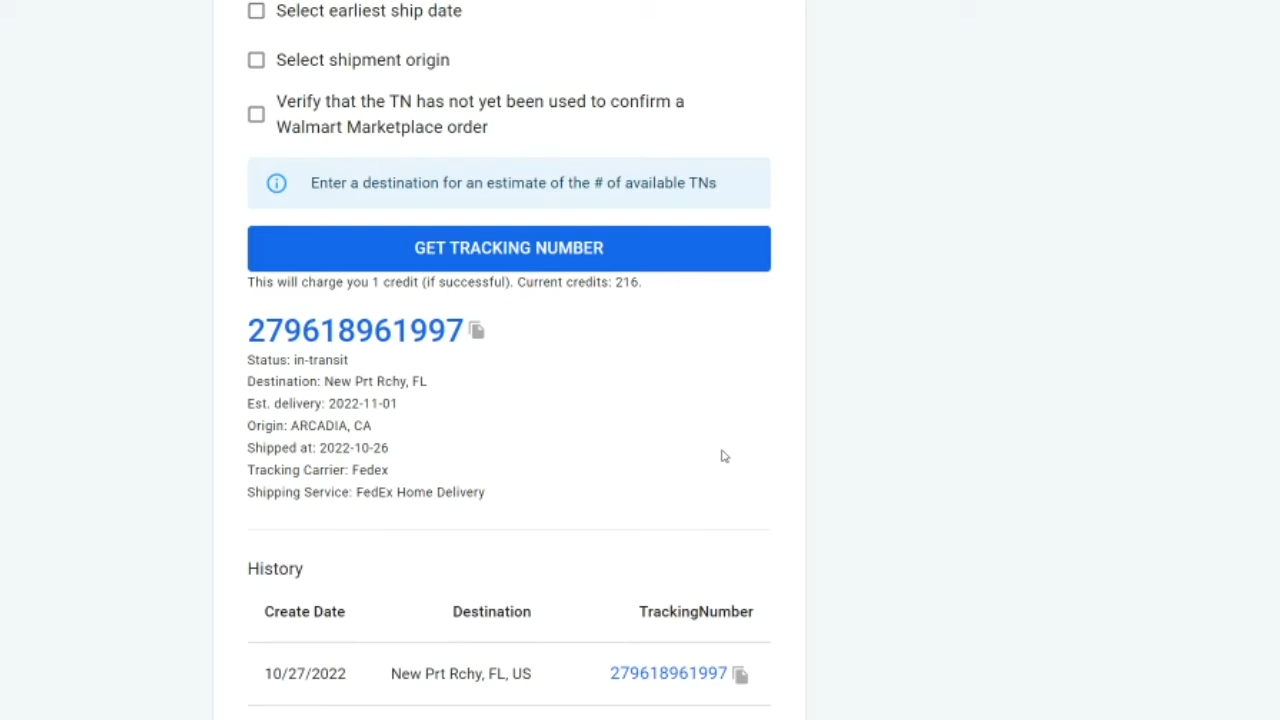 Select earliest ship date
Select shipment origin
Verify that the TN has not yet been used to confirm a
Walmart Marketplace order
Enter a destination for an estimate of the # of available TNs
GET TRACKING NUMBER
This will charge you 1 credit (if successful). Current credits: 216.
279618961997
Status: in-transit
Destination: New Prt Rchy, FL
Est. delivery: 2022-11-01
Origin: ARCADIA, CA
Shipped at: 2022-10-26
Tracking Carrier: Fedex
Shipping Service: FedEx Home Delivery
History
Create Date Destination TrackingNumber
10/27/2022 New Prt Rchy, FL, US 279618961997